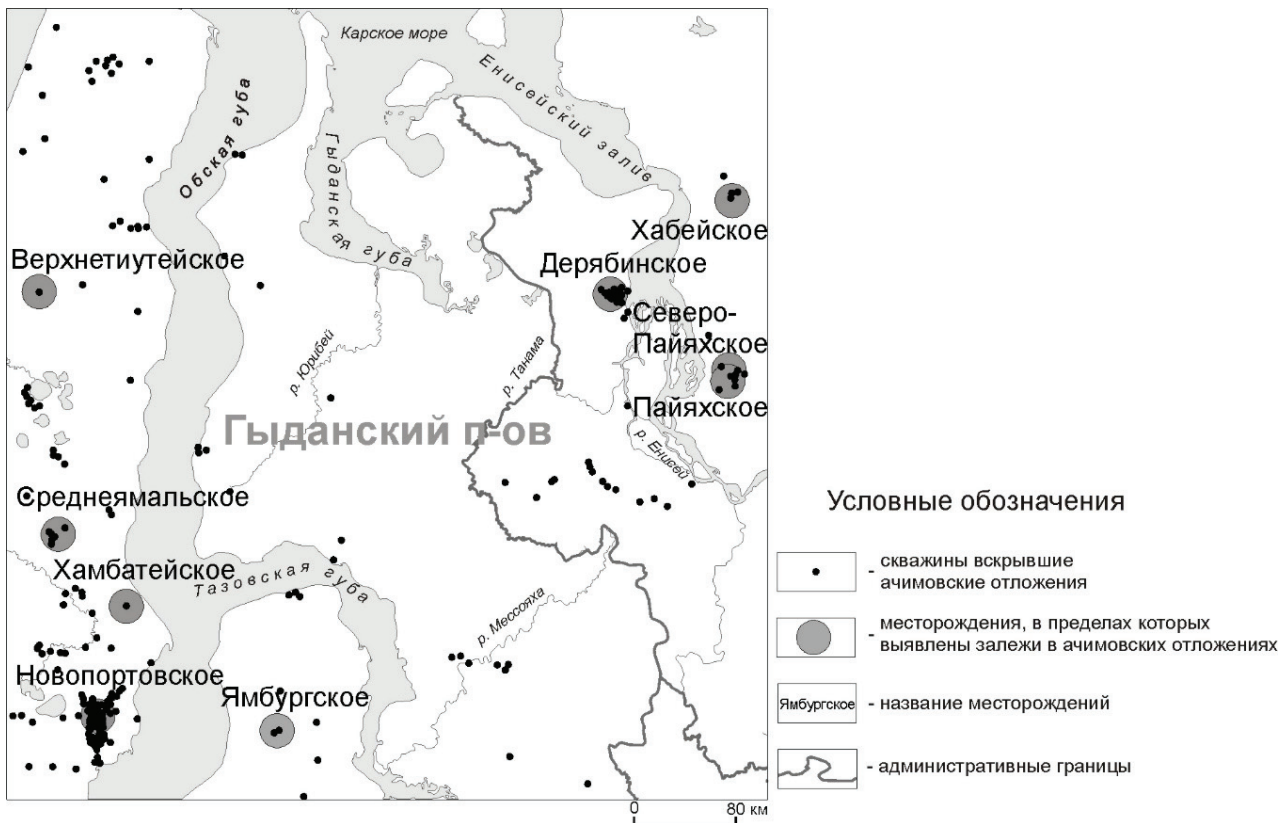 Карское море
Енисейский залив
Обская губа
Гыданская губа
Хабейское
Верхнетиутейское
Дерябинское
Северо-
Пайяхское
р. Юрибей
р. Танама
Пайяхское
Гыданский п-ов
р. Енисей
Среднеямальское
Хамбатейское
Тазовская губа
р. Мессояха
Новопортовское
Ямбургское
0 80 км
Условные обозначения
- скважины вскрывшие
ачимовские отложения
- месторождения, в пределах которых
выявлены залежи в ачимовских отложениях
Ямбургское - название месторождений
- административные границы